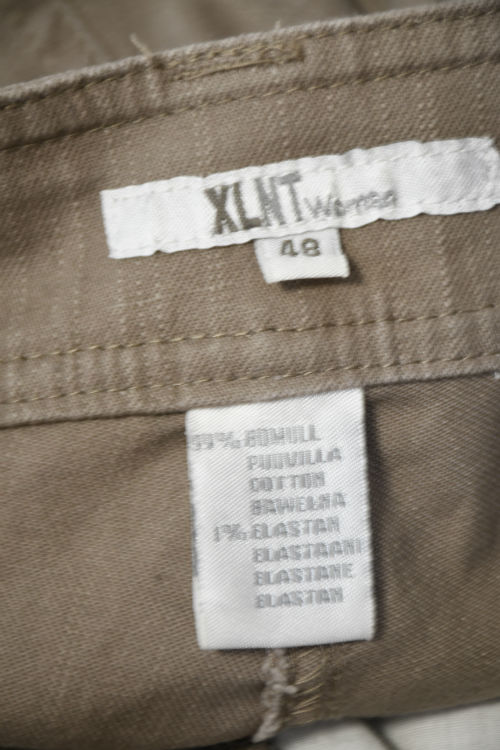 XLNT Woman
48
99% BOMULL
PUUVILLA
COTTON
BAWEŁNA
1% ELASTAN
ELASTAANI
ELASTANE
ELASTAN